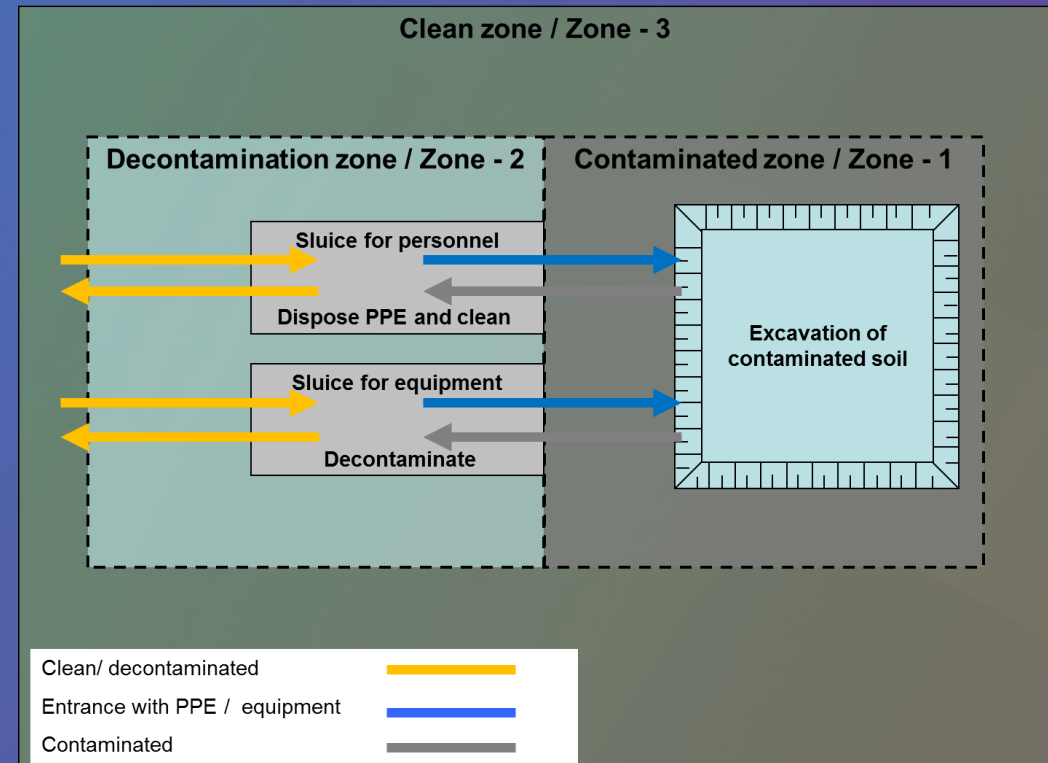 Clean zone / Zone - 3
Decontamination zone / Zone - 2
Contaminated zone / Zone - 1
Sluice for personnel
Dispose PPE and clean
Sluice for equipment
Decontaminate
Excavation of
contaminated soil
Clean/ decontaminated
Entrance with PPE /  equipment
Contaminated